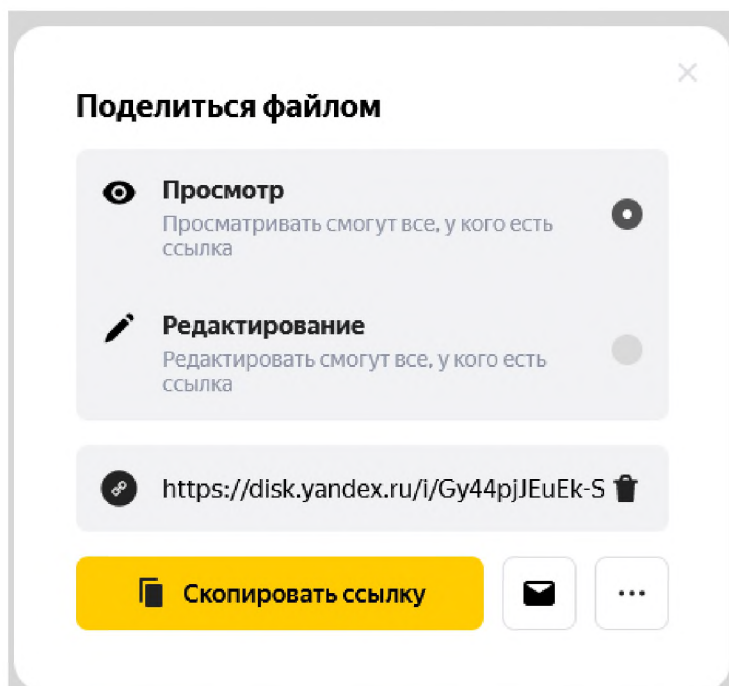 Поделиться файлом
Просмотр
Просматривать смогут все, у кого есть
ссылка
Редактирование
Редактировать смогут все, у кого есть
ссылка
https://disk.yandex.ru/i/Gy44pjJEuEk-S
Скопировать ссылку